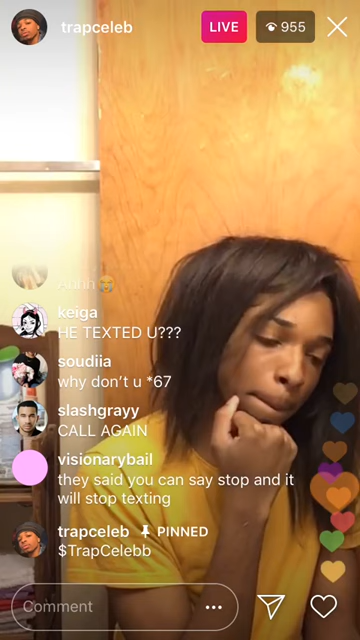 trapceleb
LIVE
955
Ahhh😭
keiga
HE TEXTED U???
soudiia
why don't u *67
slashgrayy
CALL AGAIN
visionarybail
they said you can say stop and it
will stop texting
trapceleb PINNED
$TrapCelebb
Comment